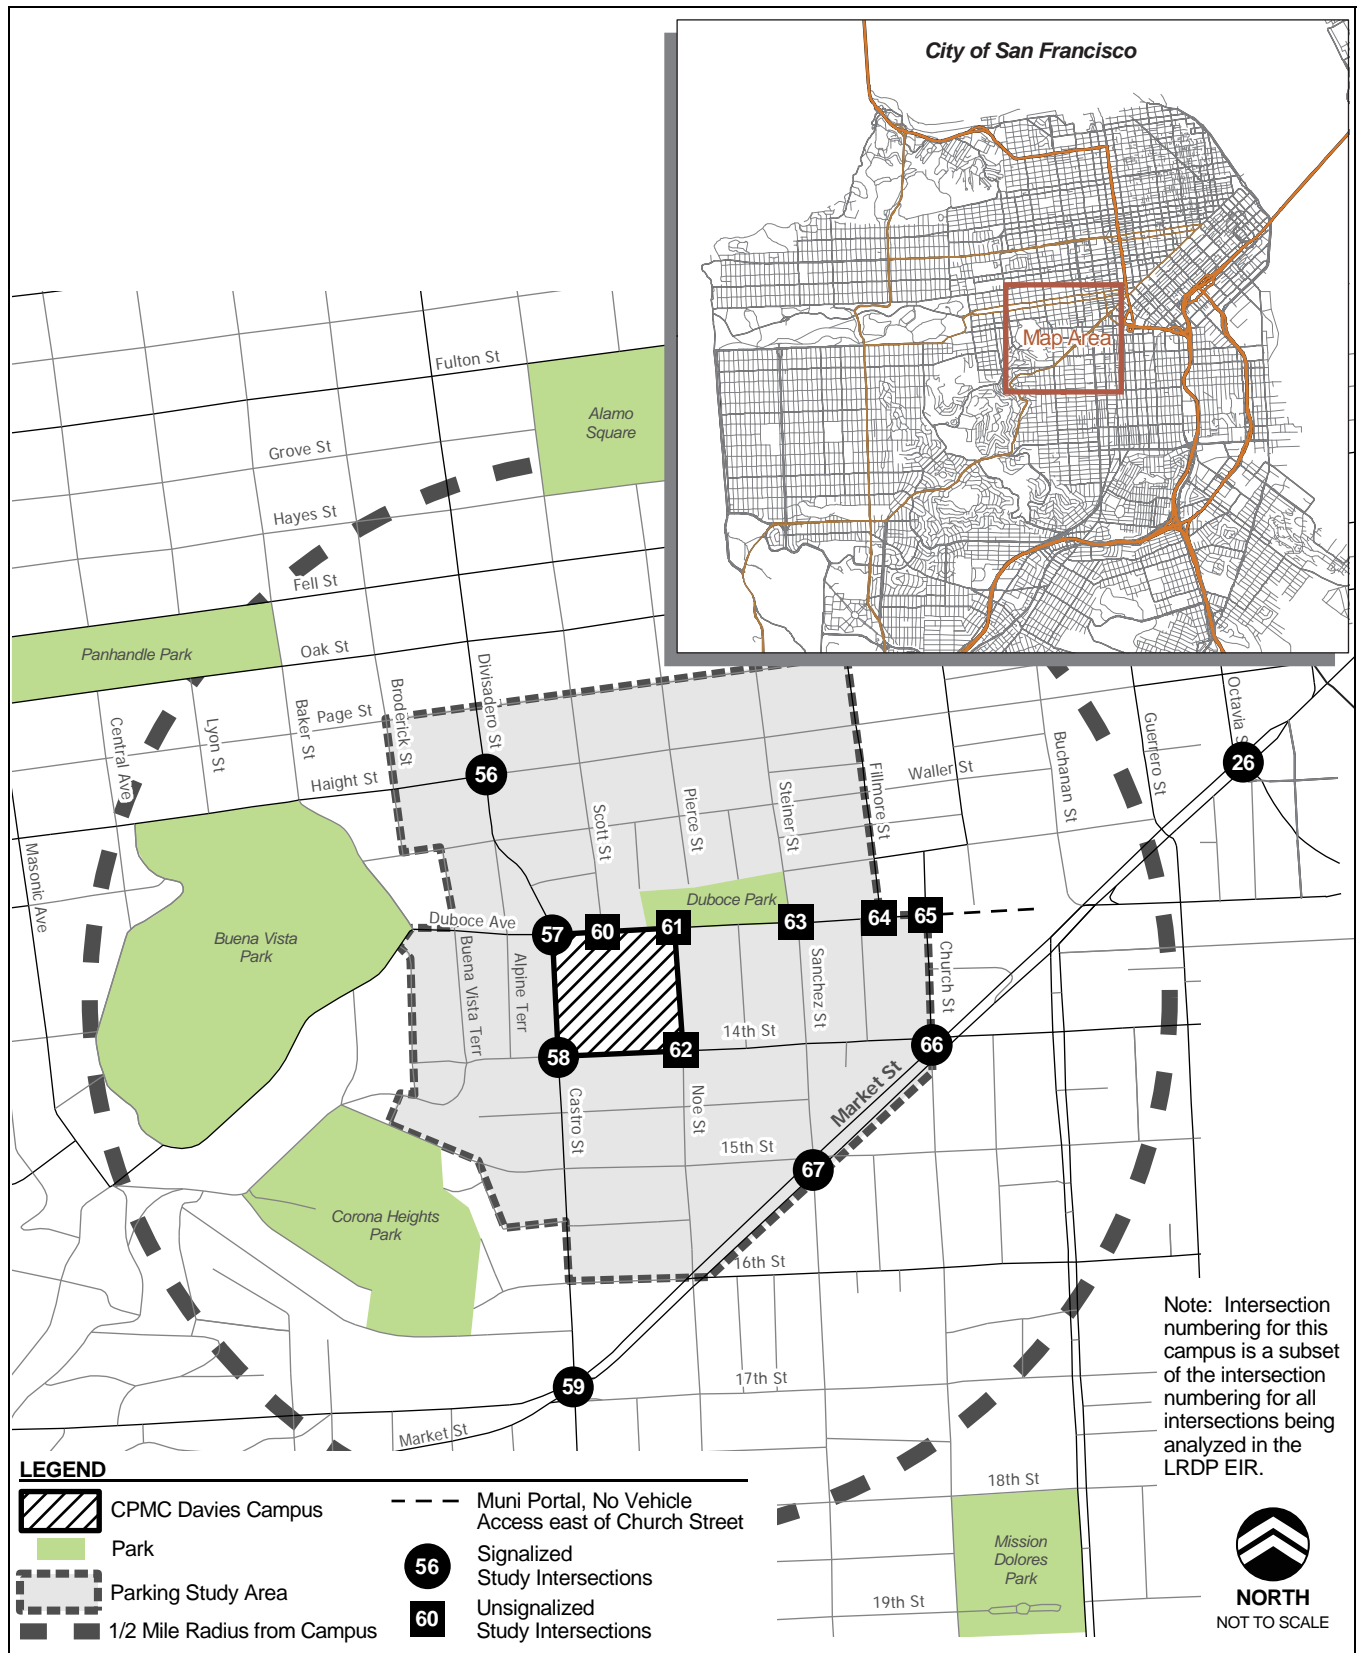 City of San Francisco
Map Area
Fulton St
Alamo
Square
Grove St
Hayes St
Fell St
Panhandle Park
Oak St
Divisadero St
Broderick St
Baker St
Page St
Lyon St
Central Ave
Haight St
Octavia S
Guerrero St
Buchanan St
26
56
Waller St
Fillmore St
Steiner St
Pierce St
Scott St
Masonic Ave
Duboce Park
Duboce Ave
57
60
61
63
64
65
Buena Vista
Park
Buena Vista Terr
Alpine Terr
Sanchez St
Church St
14th St
66
58
62
Castro St
Noe St
Market St
15th St
67
Corona Heights
Park
16th St
17th St
59
Market St
18th St
Mission
Dolores
Park
19th St
Note: Intersection
numbering for this
campus is a subset
of the intersection
numbering for all
intersections being
analyzed in the
LRDP EIR.
NORTH
NOT TO SCALE
LEGEND
CPMC Davies Campus
Park
Parking Study Area
1/2 Mile Radius from Campus
Muni Portal, No Vehicle
Access east of Church Street
56
Signalized
Study Intersections
60
Unsignalized
Study Intersections